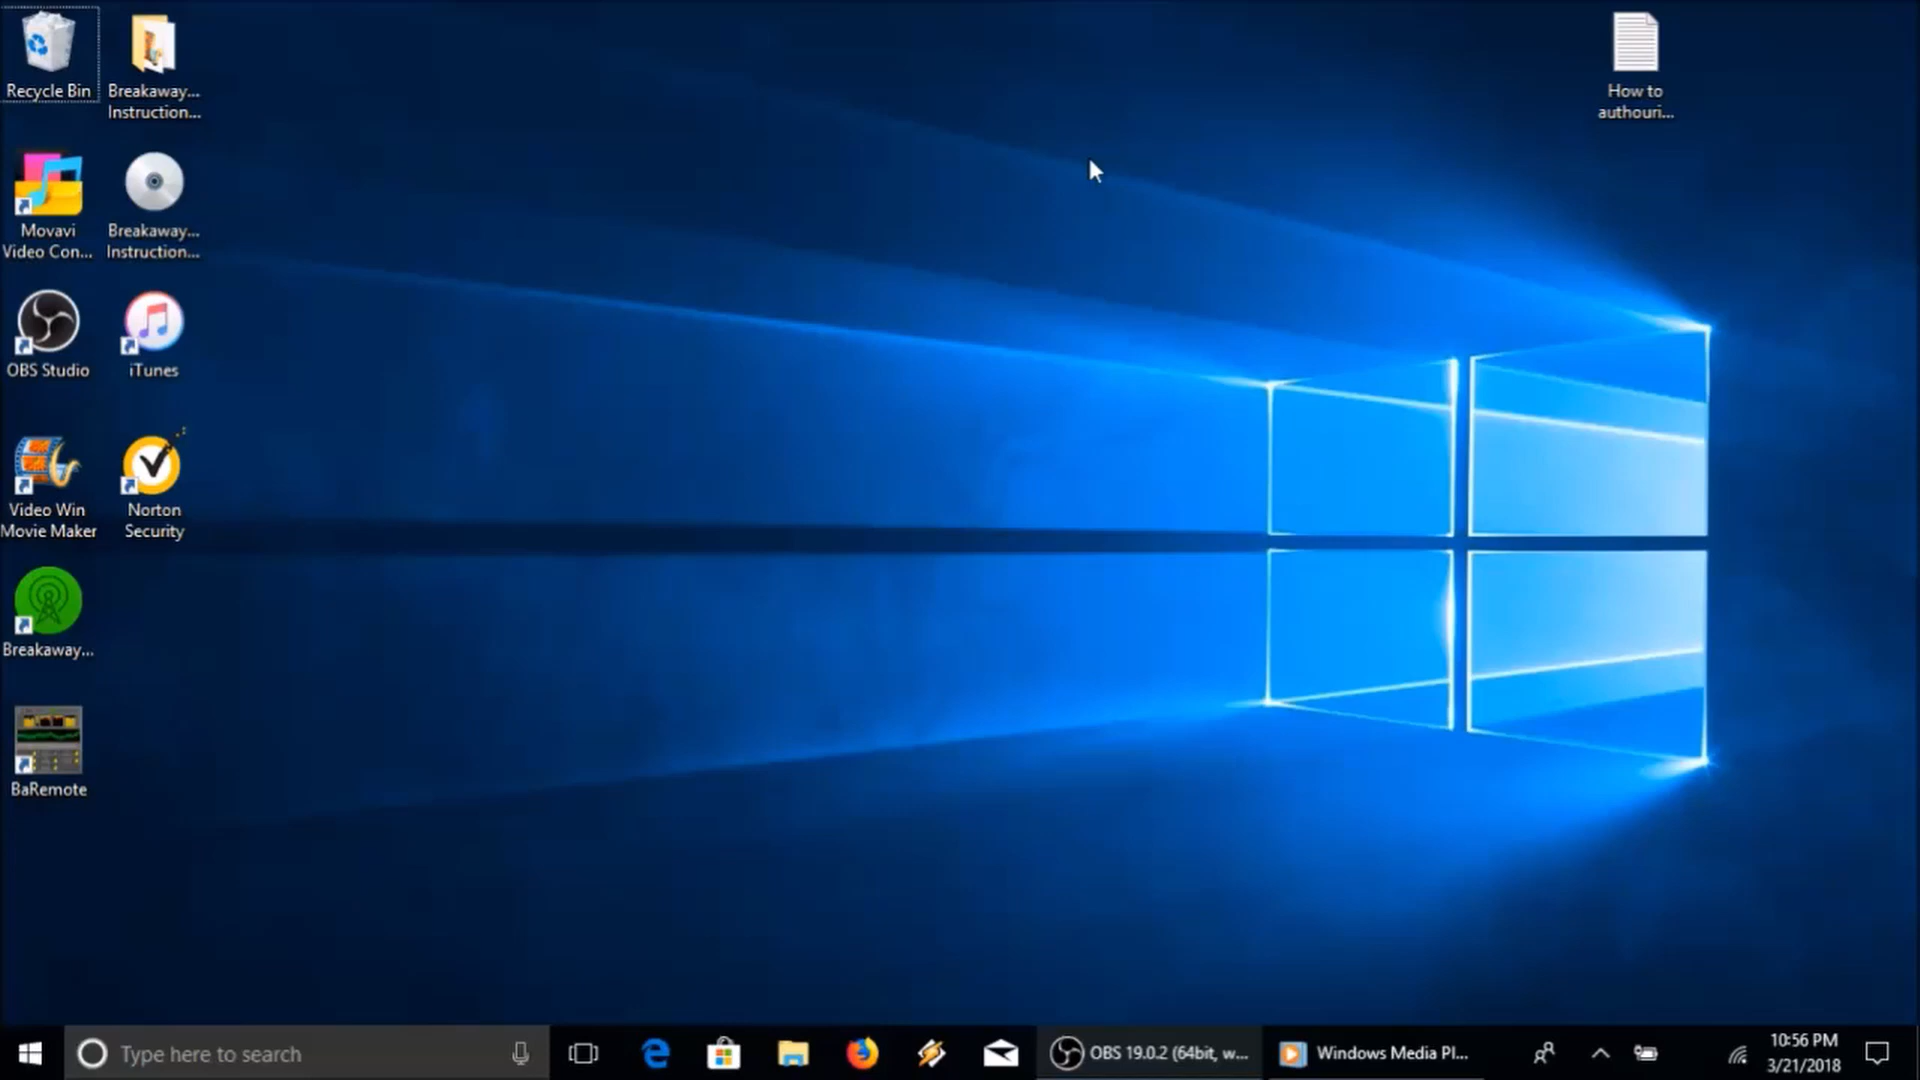 Recycle Bin
Breakaway...
Instruction...
How to
authouri...
Movavi
Video Con...
Breakaway...
Instruction...
OBS Studio
iTunes
Video Win
Movie Maker
Norton
Security
Breakaway...
BaRemote
Type here to search
OBS 19.0.2 (64bit, w...
Windows Media Pl...
10:56 PM
3/21/2018